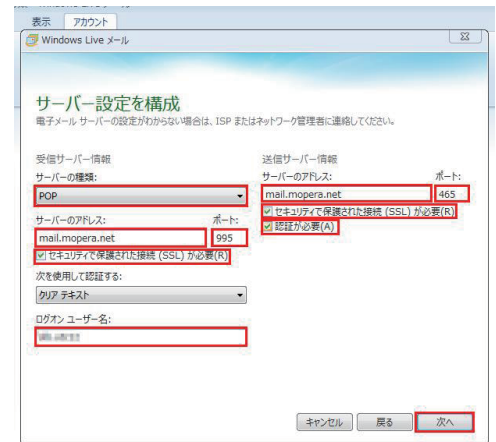 表示 アカウント
Windows Live メール
サーバー設定を構成
電子メール サーバーの設定がわからない場合は、ISP またはネットワーク管理者に連絡してください。
受信サーバー情報
サーバーの種類:
POP
サーバーのアドレス: ポート:
mail.mopera.net 995
セキュリティで保護された接続 (SSL) が必要(R)
次を使用して認証する:
クリア テキスト
ログオン ユーザー名:
送信サーバー情報
サーバーのアドレス: ポート:
mail.mopera.net 465
セキュリティで保護された接続 (SSL) が必要(R)
認証が必要(A)
キャンセル 戻る 次へ